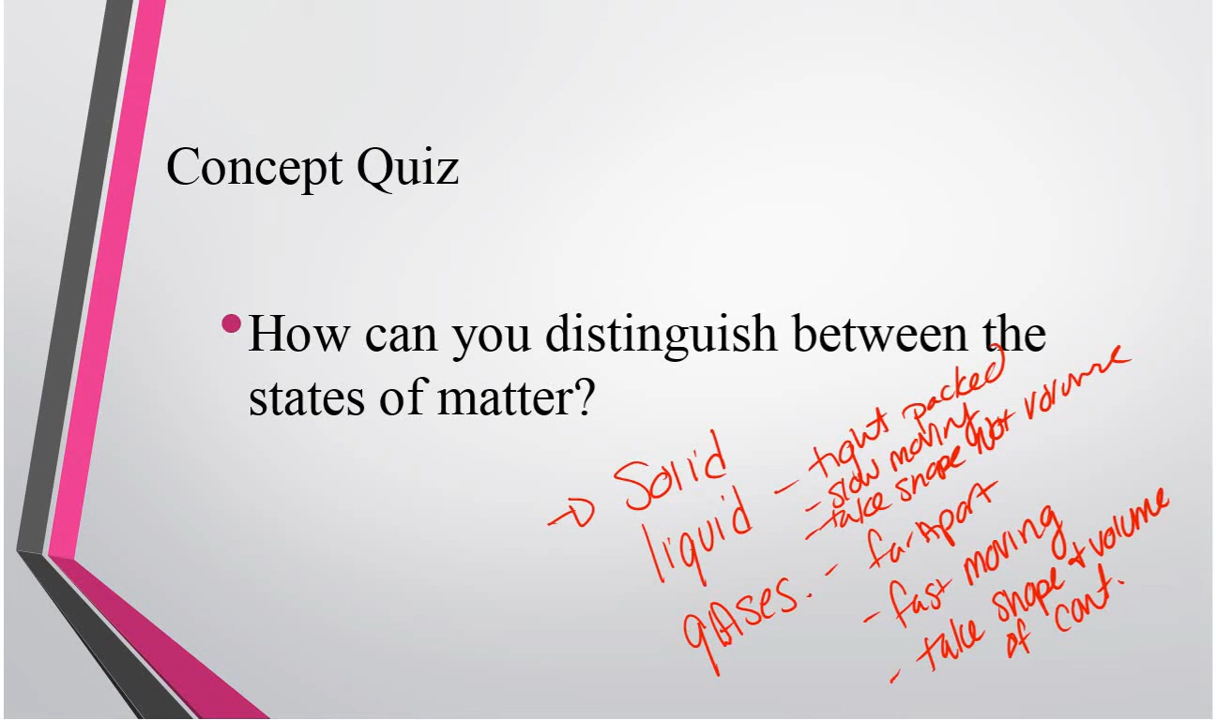 Concept Quiz
•How can you distinguish between the
states of matter?
→ Solid
liquid - tight packed
- slow moving
- take shape Not volume
gAses. - far Apart
- fast moving
- take shape + volume
of cont.